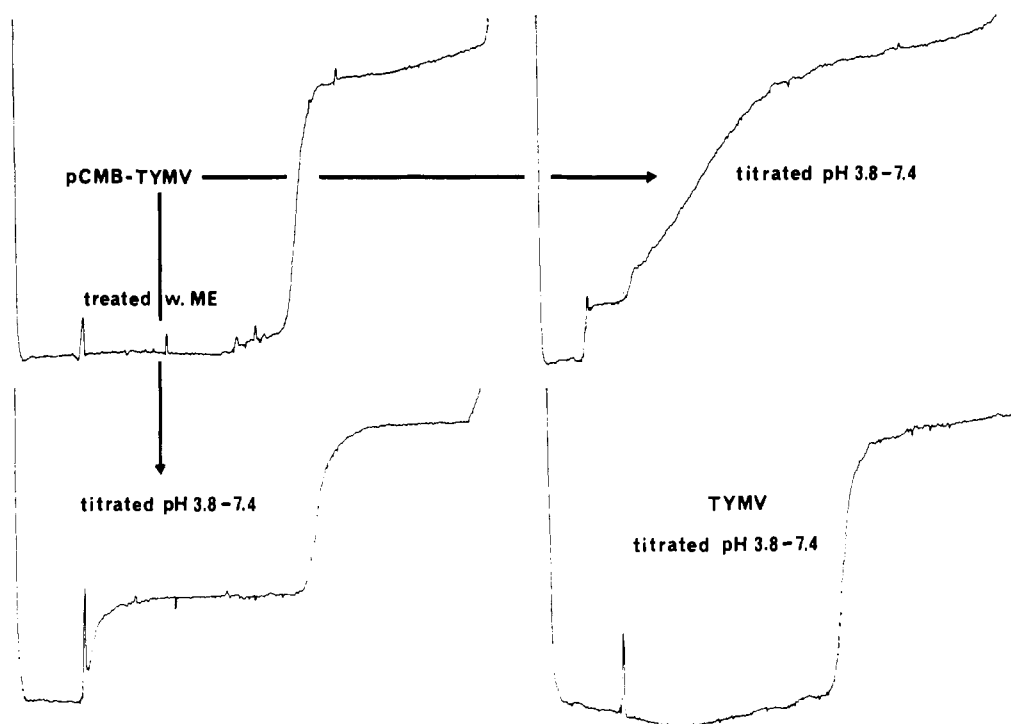 pCMB-TYMV
titrated pH 3.8-7.4
treated w. ME
titrated pH 3.8-7.4
TYMV
titrated pH 3.8-7.4